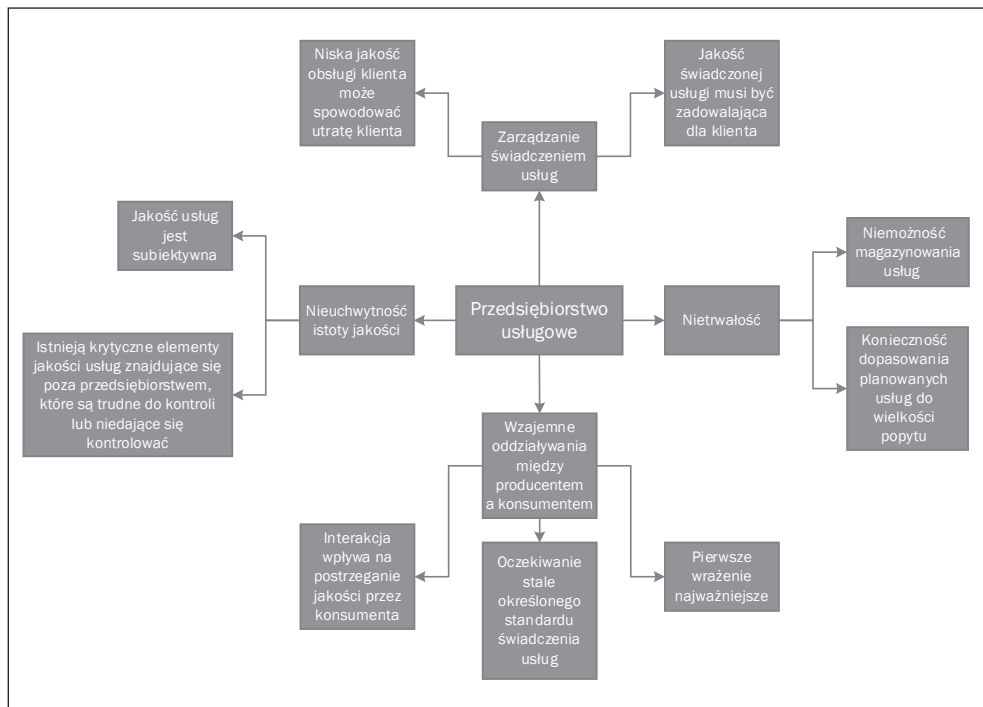 Niska jakość
obsługi klienta
może
spowodować
utratę klienta
Jakość
świadczonej
usługi musi być
zadowalająca
dla klienta
Zarządzanie
świadczeniem
usług
Jakość usług
jest
subiektywna
Niemożność
magazynowania
usług
Nieuchwytność
istoty jakości
Przedsiębiorstwo
usługowe
Nietrwałość
Istnieją krytyczne elementy
jakości usług znajdujące się
poza przedsiębiorstwem,
które są trudne do kontroli
lub niedające się
kontrolować
Konieczność
dopasowania
planowanych
usług do
wielkości
popytu
Wzajemne
oddziaływania
między
producentem
a konsumentem
Interakcja
wpływa na
postrzeganie
jakości przez
konsumenta
Oczekiwanie
stale
określonego
standardu
świadczenia
usług
Pierwsze
wrażenie
najważniejsze